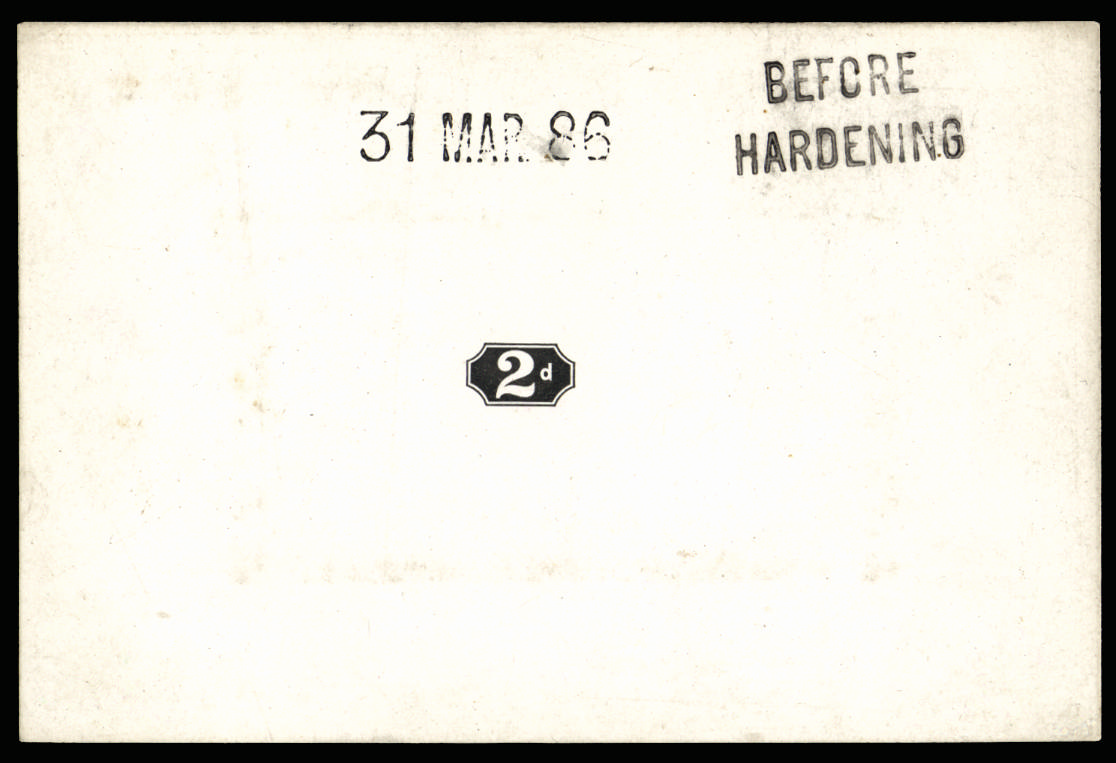 31 MAR. 86
BEFORE
HARDENING
2d